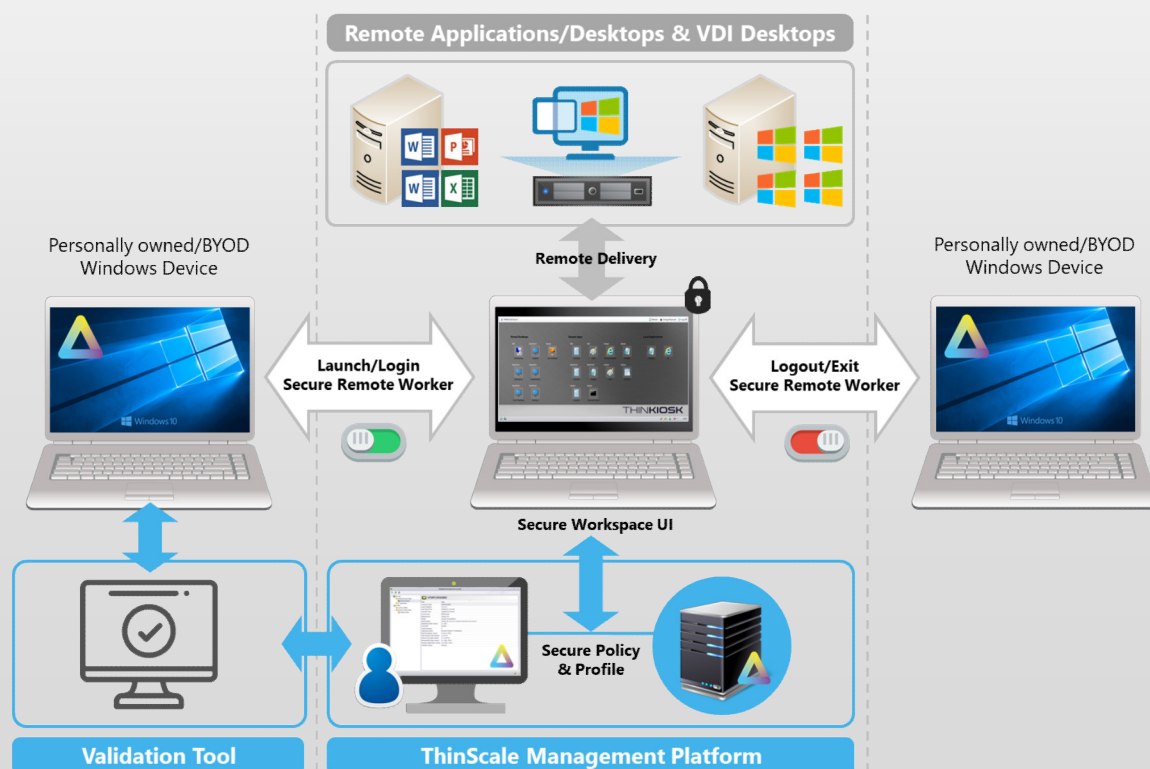 Remote Applications/Desktops & VDI Desktops
W
P
W
X
Personally owned/BYOD
Windows Device
Remote Delivery
Personally owned/BYOD
Windows Device
Windows 10
Launch/Login
Secure Remote Worker
THINKIOSK
Logout/Exit
Secure Remote Worker
Windows 10
Secure Workspace UI
Secure Policy
& Profile
Validation Tool
ThinScale Management Platform